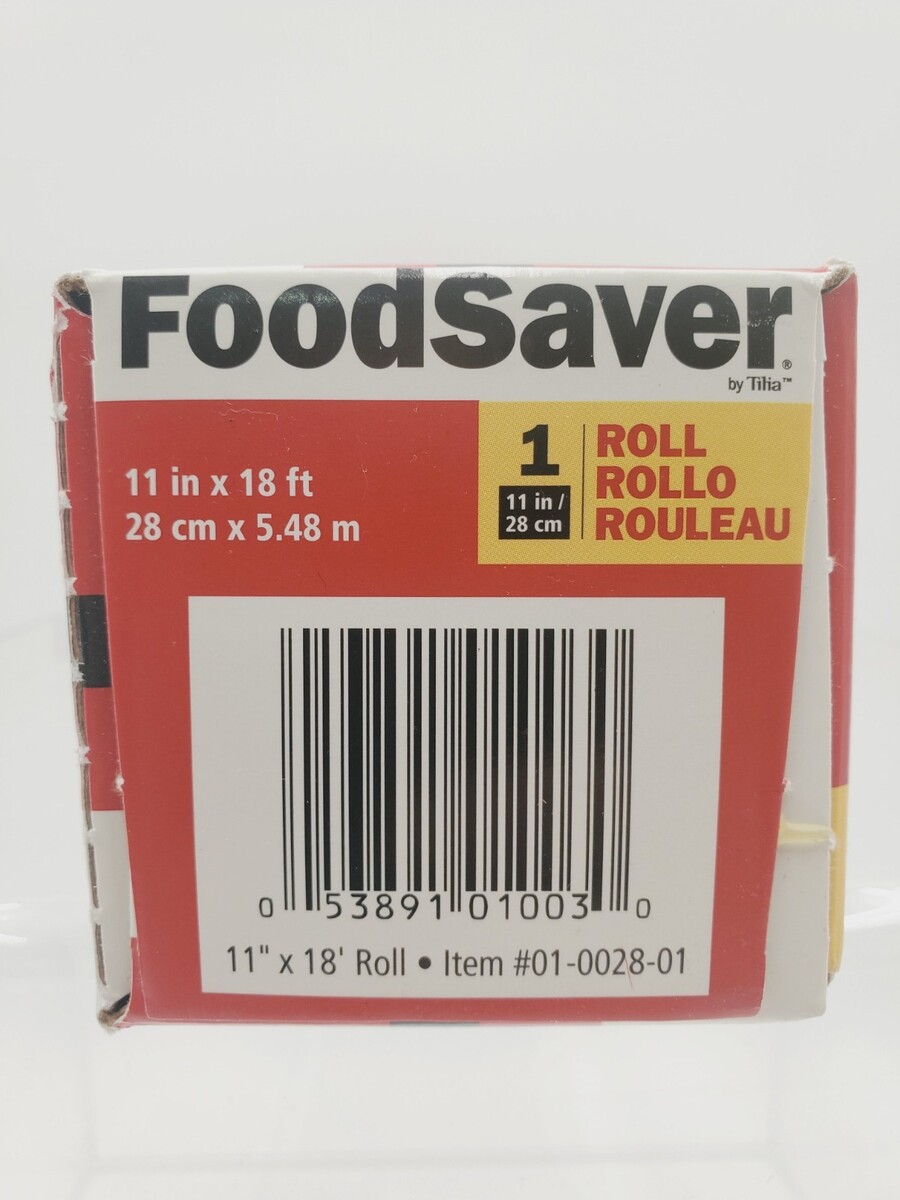 FoodSaver®
by Tilia™
11 in x 18 ft
28 cm x 5.48 m
1
11 in /
28 cm
ROLL
ROLLO
ROULEAU
0 53891 01003 0
11" x 18' Roll • Item #01-0028-01